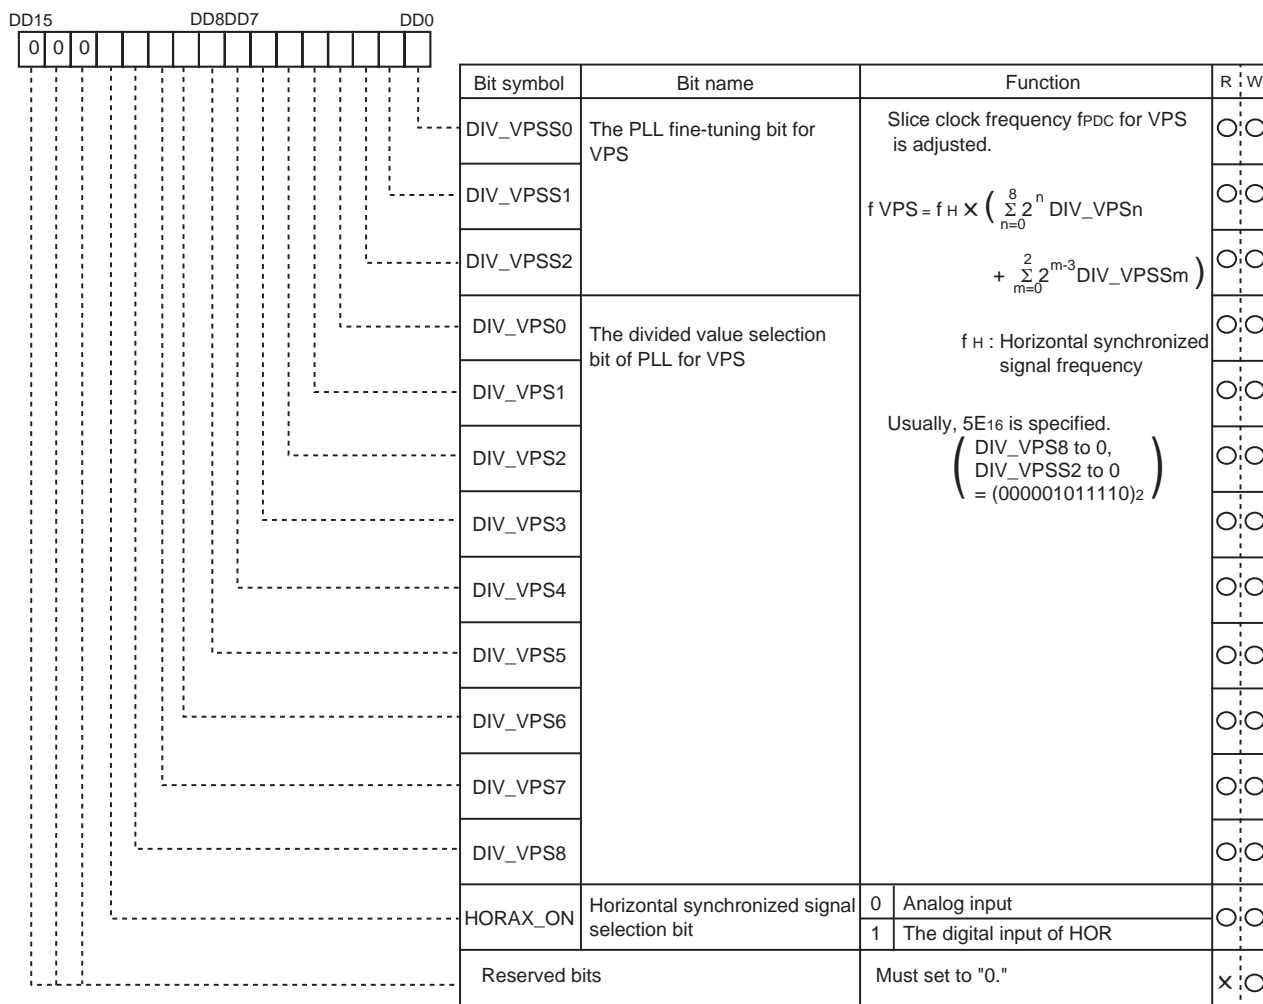 DD15 DD8DD7 DD0
0 0 0
Bit symbol Bit name Function R W
DIV_VPSS0 The PLL fine-tuning bit for
VPS
Slice clock frequency fPDC for VPS
is adjusted.
DIV_VPSS1
f VPS = f H × ( 8 Σ n=0 2 n DIV_VPSn
DIV_VPSS2
+ 2 Σ m=0 2 m-3 DIV_VPSSm )
DIV_VPS0 The divided value selection
bit of PLL for VPS
f H : Horizontal synchronized
signal frequency
DIV_VPS1
Usually, 5E16 is specified.
DIV_VPS2
( DIV_VPS8 to 0,
DIV_VPSS2 to 0
= (000001011110)2 )
DIV_VPS3
DIV_VPS4
DIV_VPS5
DIV_VPS6
DIV_VPS7
DIV_VPS8
HORAX_ON Horizontal synchronized signal
selection bit
0 Analog input
1 The digital input of HOR
Reserved bits Must set to "0." ×